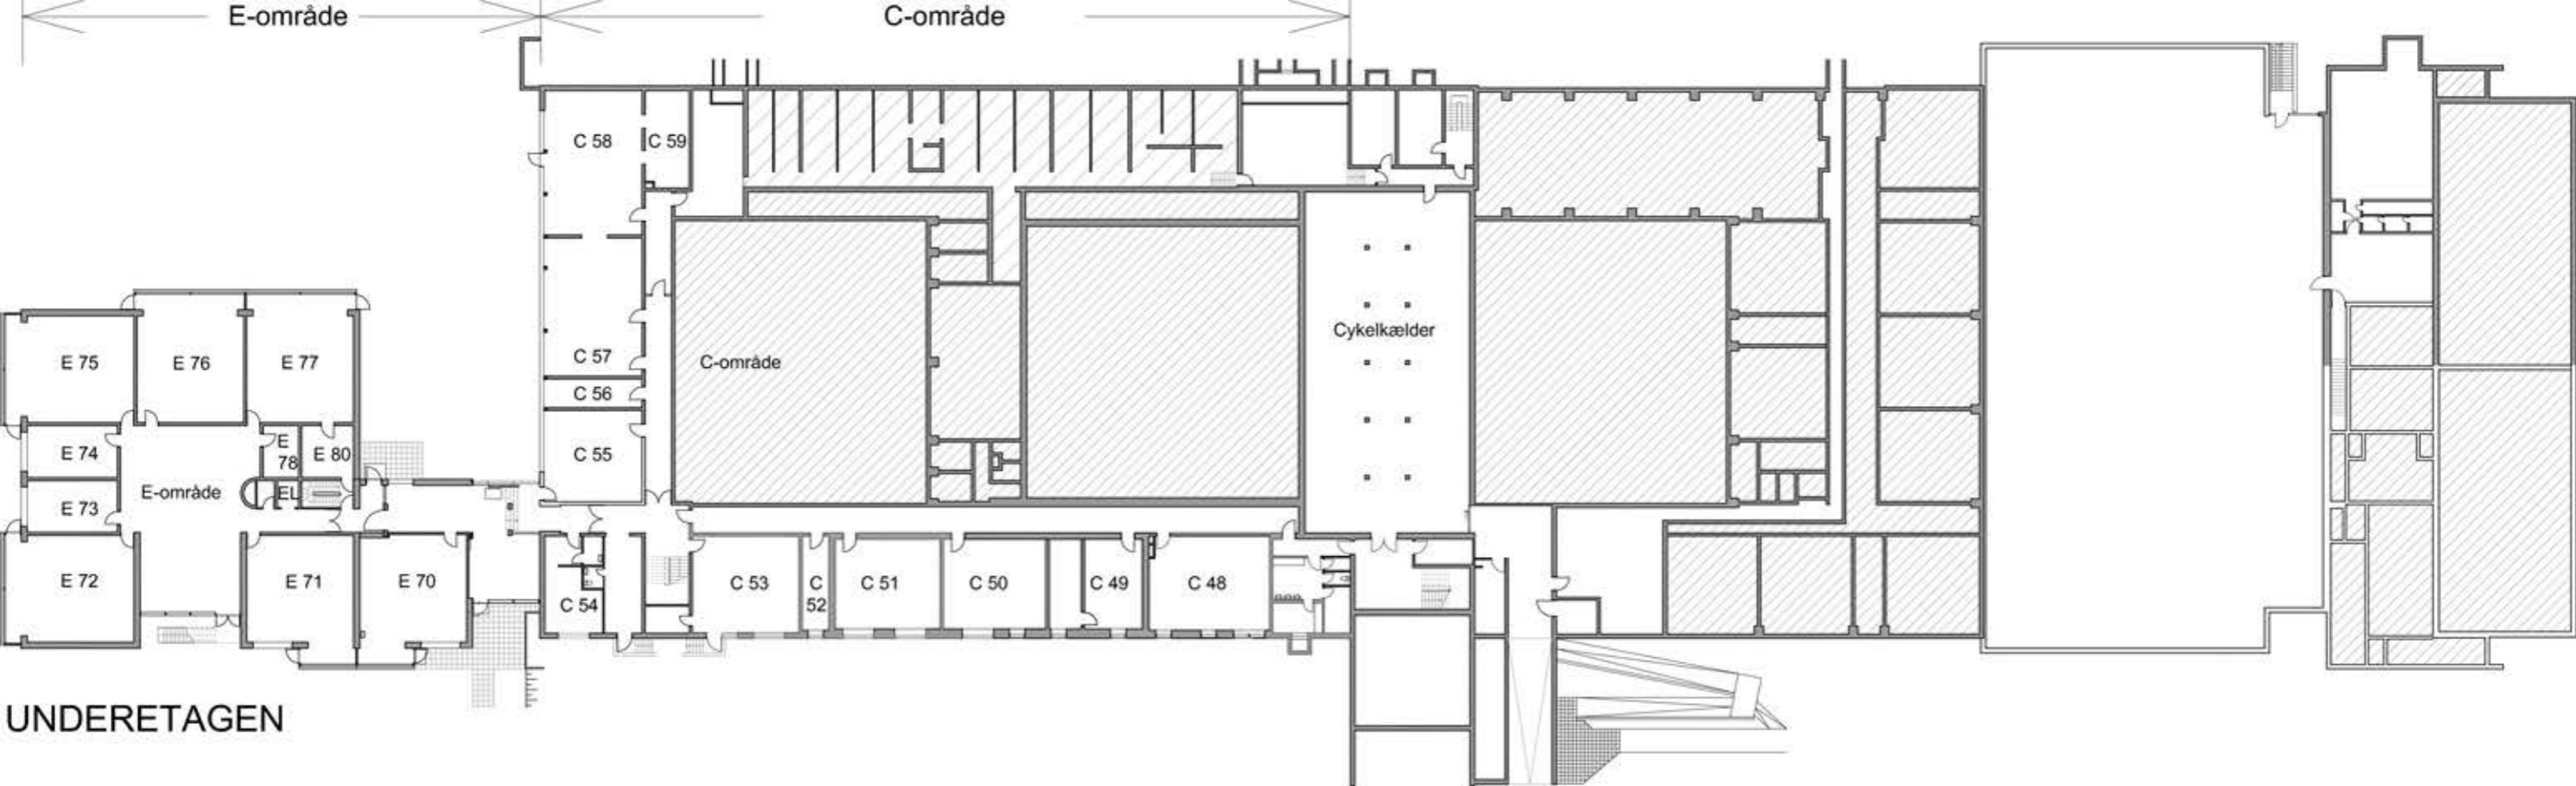 E-område
C-område
C 58
C 59
C 57
C 56
C 55
C-område
Cykelkælder
E 75
E 76
E 77
E 74
E
78
E 80
E-område
EL
E 73
E 72
E 71
E 70
C 54
C 53
C
52
C 51
C 50
C 49
C 48
UNDERETAGEN